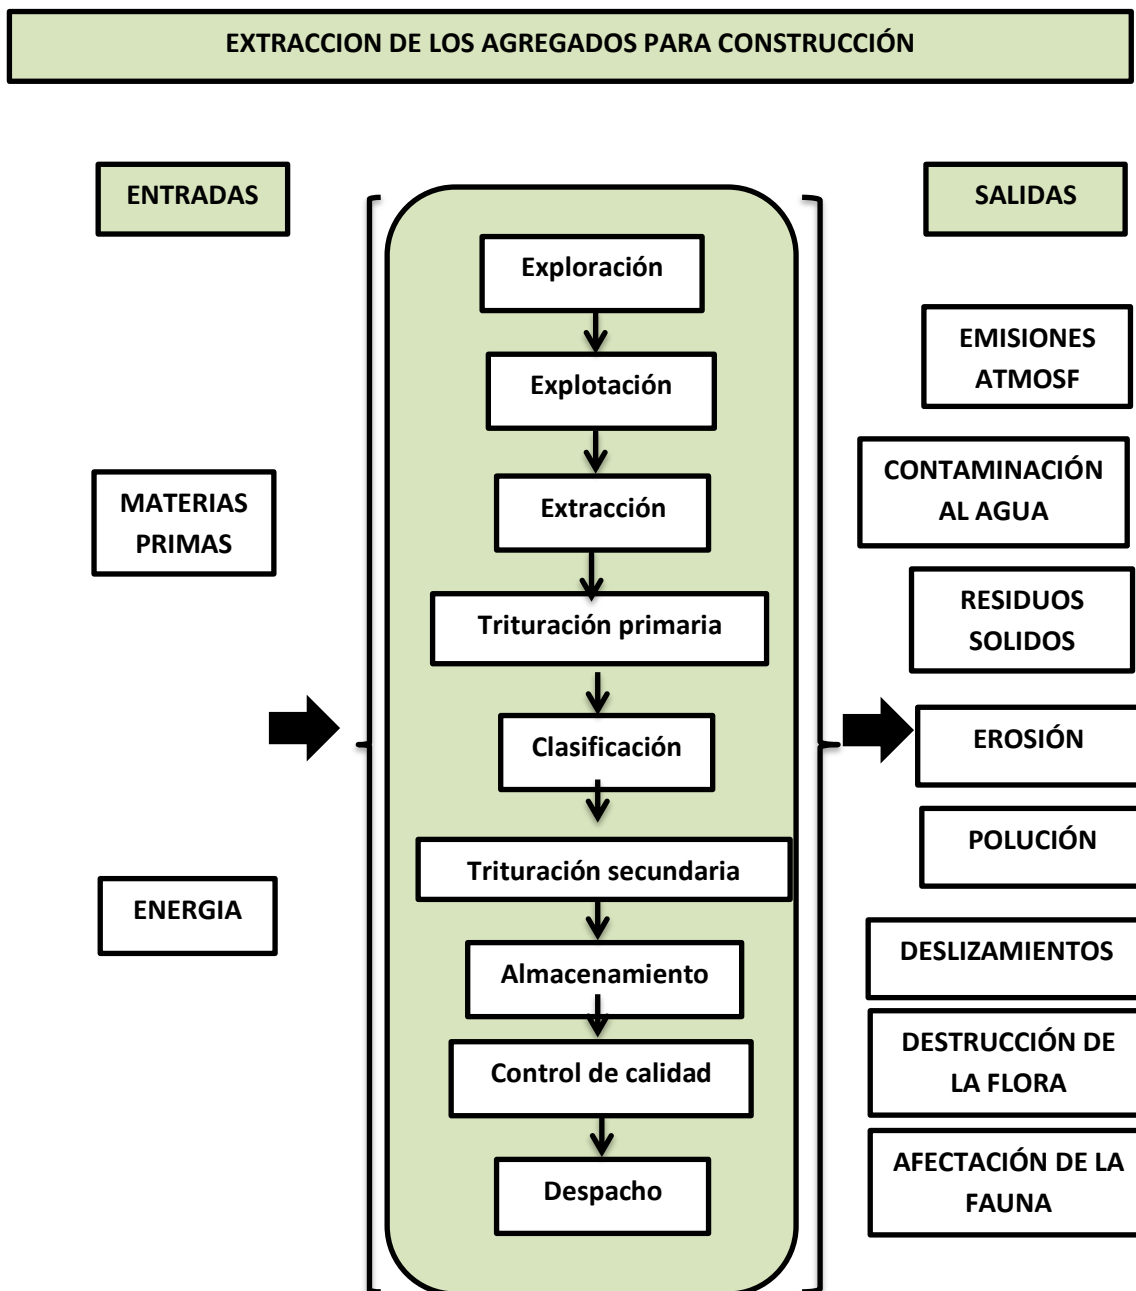 EXTRACCION DE LOS AGREGADOS PARA CONSTRUCCIÓN
ENTRADAS
MATERIAS
PRIMAS
ENERGIA
Exploración
Explotación
Extracción
Trituración primaria
Clasificación
Trituración secundaria
Almacenamiento
Control de calidad
Despacho
SALIDAS
EMISIONES
ATMOSF
CONTAMINACIÓN
AL AGUA
RESIDUOS
SOLIDOS
EROSIÓN
POLUCIÓN
DESLIZAMIENTOS
DESTRUCCIÓN DE
LA FLORA
AFECTACIÓN DE LA
FAUNA